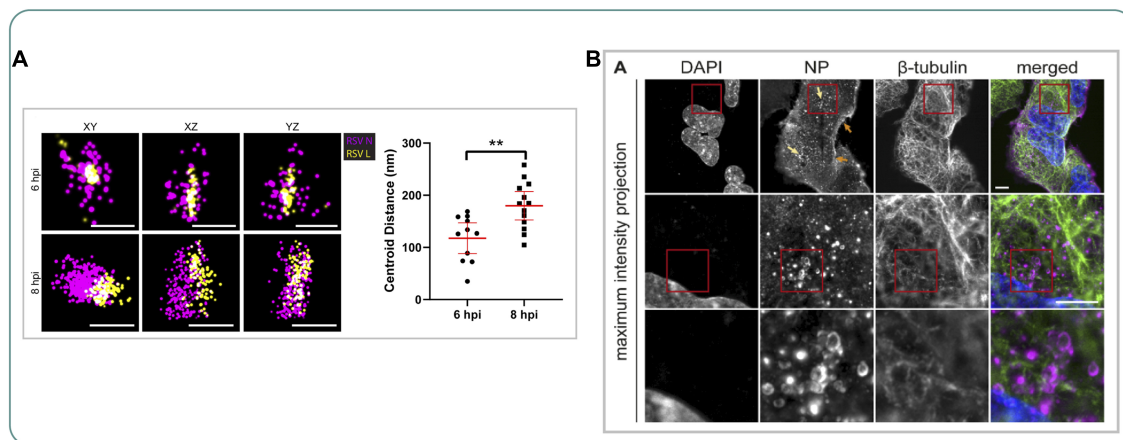 A
XY XZ YZ
RSV N
RSV L
6 hpi
8 hpi
Centroid Distance (nm)
300
200
100
0
**
6 hpi 8 hpi
B
A
DAPI NP β-tubulin merged
maximum intensity projection